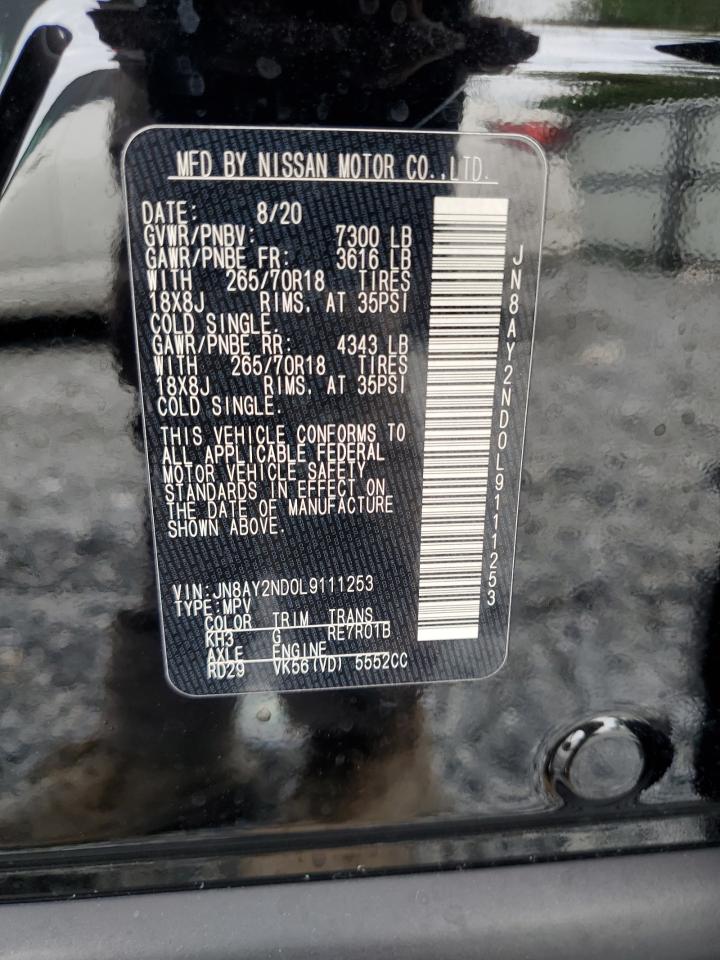 MFD BY NISSAN MOTOR CO.,LTD.
DATE: 8/20
GVWR/PNBV: 7300 LB
GAWR/PNBE FR: 3616 LB
WITH 265/70R18 TIRES
18X8J RIMS, AT 35PSI
COLD SINGLE.
GAWR/PNBE RR: 4343 LB
WITH 265/70R18 TIRES
18X8J RIMS, AT 35PSI
COLD SINGLE.
THIS VEHICLE CONFORMS TO
ALL APPLICABLE FEDERAL
MOTOR VEHICLE SAFETY
STANDARDS IN EFFECT ON
THE DATE OF MANUFACTURE
SHOWN ABOVE.
VIN:JN8AY2ND0L9111253
TYPE:MPV
COLOR TRIM TRANS
KH3 G RE7R01B
AXLE ENGINE
RD29 VK56(VD) 5552CC
JN8AY2ND0L9111253